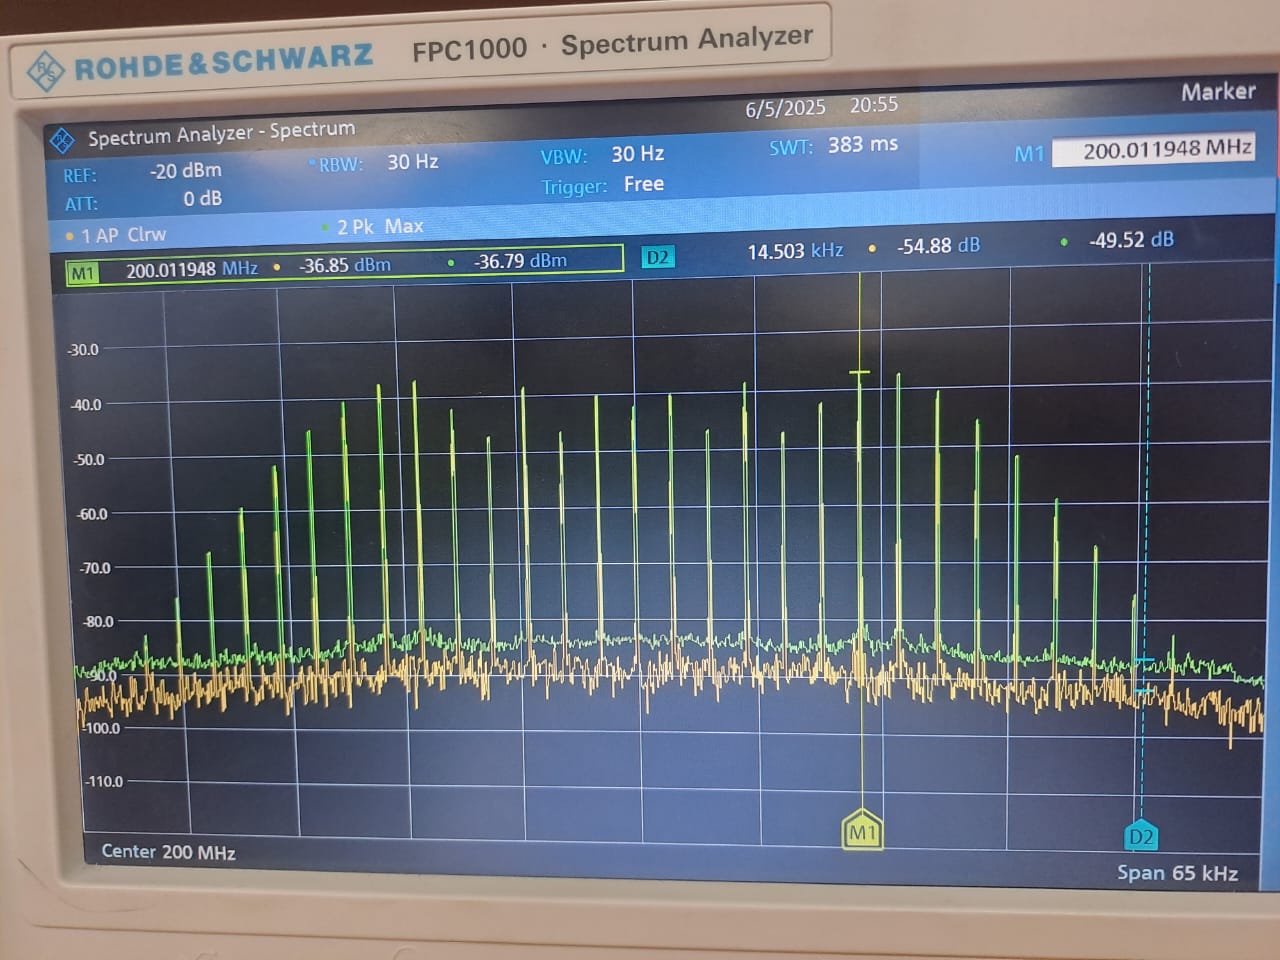 ROHDE & SCHWARZ FPC1000 · Spectrum Analyzer
6/5/2025 20:55 Marker
Spectrum Analyzer - Spectrum
REF: -20 dBm RBW: 30 Hz VBW: 30 Hz SWT: 383 ms M1 200.011948 MHz
ATT: 0 dB Trigger: Free
1 AP Clrw 2 Pk Max
M1 200.011948 MHz -36.85 dBm -36.79 dBm D2 14.503 kHz -54.88 dB -49.52 dB
-30.0
-40.0
-50.0
-60.0
-70.0
-80.0
-90.0
-100.0
-110.0
M1 D2
Center 200 MHz Span 65 kHz